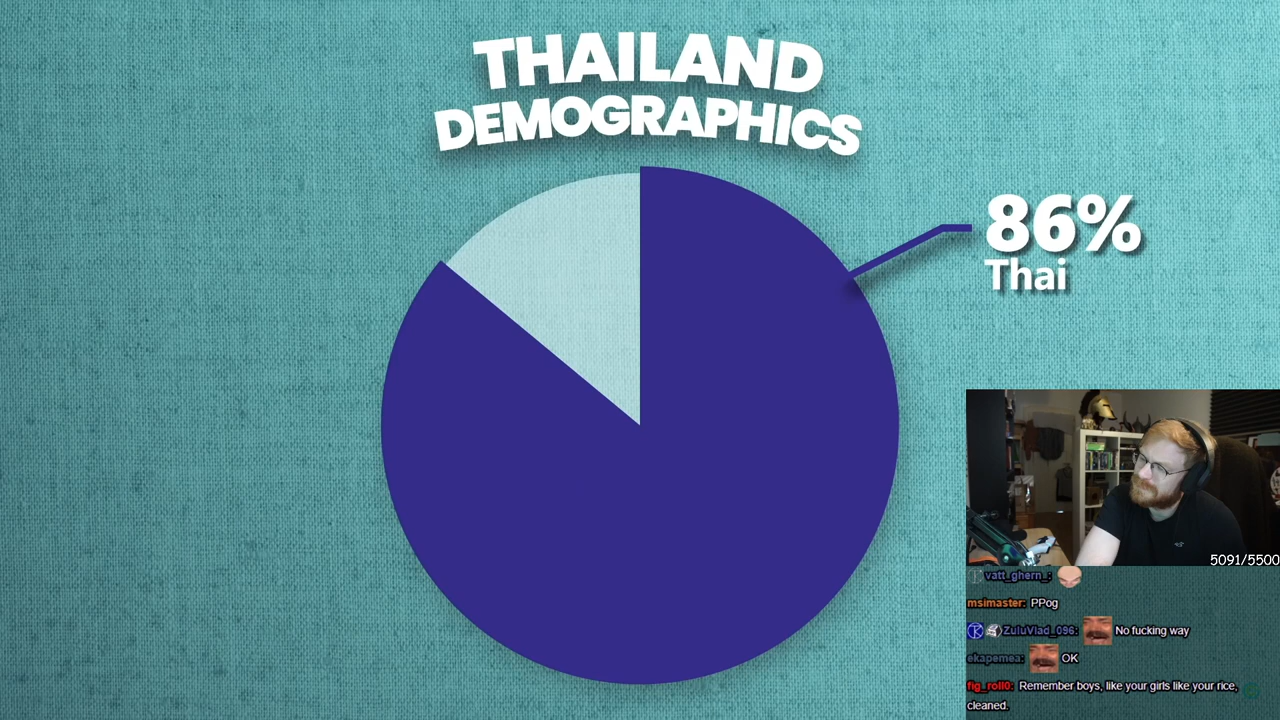 THAILAND
DEMOGRAPHICS
86%
Thai
5091/5500
vatt_ghern_:
msimaster: PPog
ZuluVlad_096: No fucking way
ekapemea: OK
fig_roll0: Remember boys, like your girls like your rice,
cleaned.